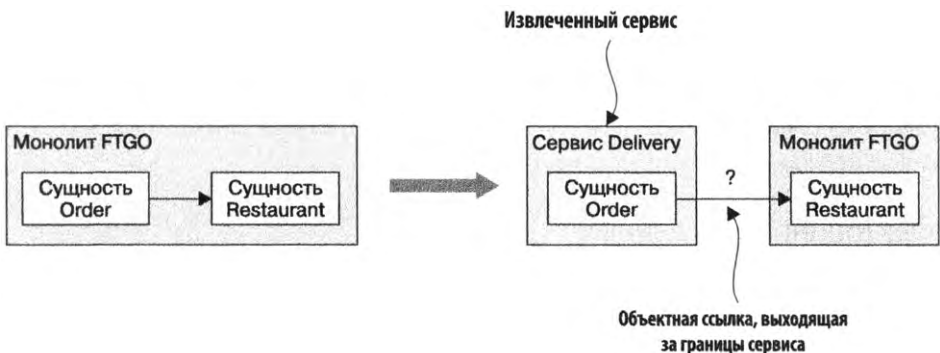 Извлеченный сервис
Монолит FTGO
Сущность
Order
Сущность
Restaurant
Сервис Delivery
Сущность
Order
?
Монолит FTGO
Сущность
Restaurant
Объектная ссылка, выходящая
за границы сервиса